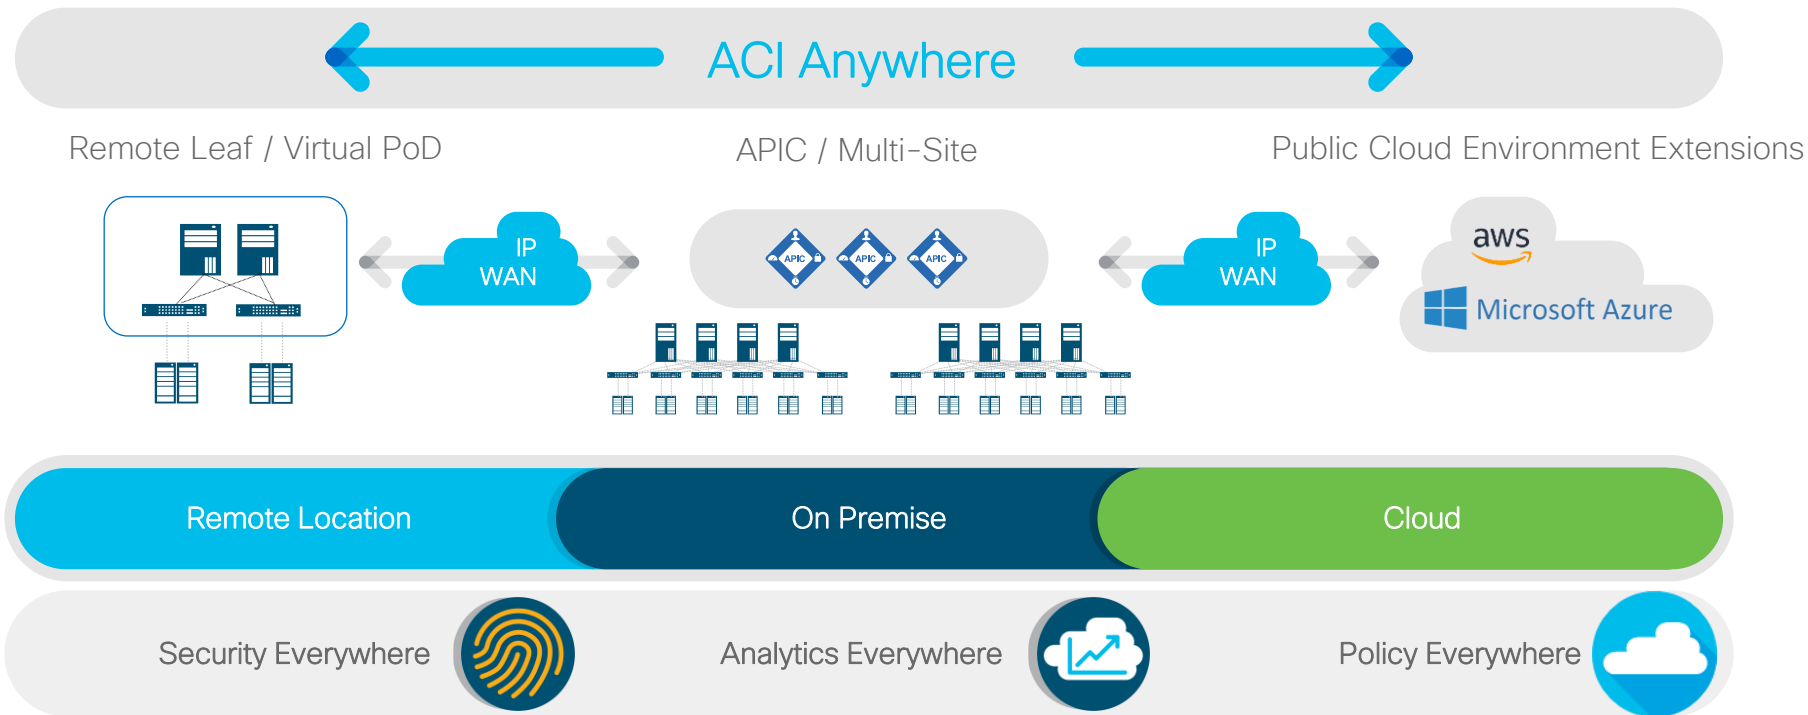 ACI Anywhere
Remote Leaf / Virtual PoD
APIC / Multi-Site
Public Cloud Environment Extensions
IP
WAN
APIC
APIC
APIC
IP
WAN
aws
Microsoft Azure
Remote Location
On Premise
Cloud
Security Everywhere
Analytics Everywhere
Policy Everywhere